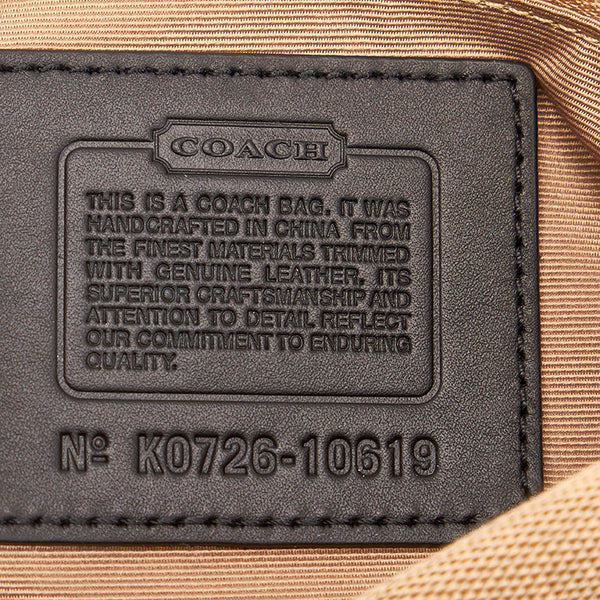 COACH
THIS IS A COACH BAG. IT WAS
HANDCRAFTED IN CHINA FROM
THE FINEST MATERIALS TRIMMED
WITH GENUINE LEATHER. ITS
SUPERIOR CRAFTSMANSHIP AND
ATTENTION TO DETAIL REFLECT
OUR COMMITMENT TO ENDURING
QUALITY.
Nº K0726-10619